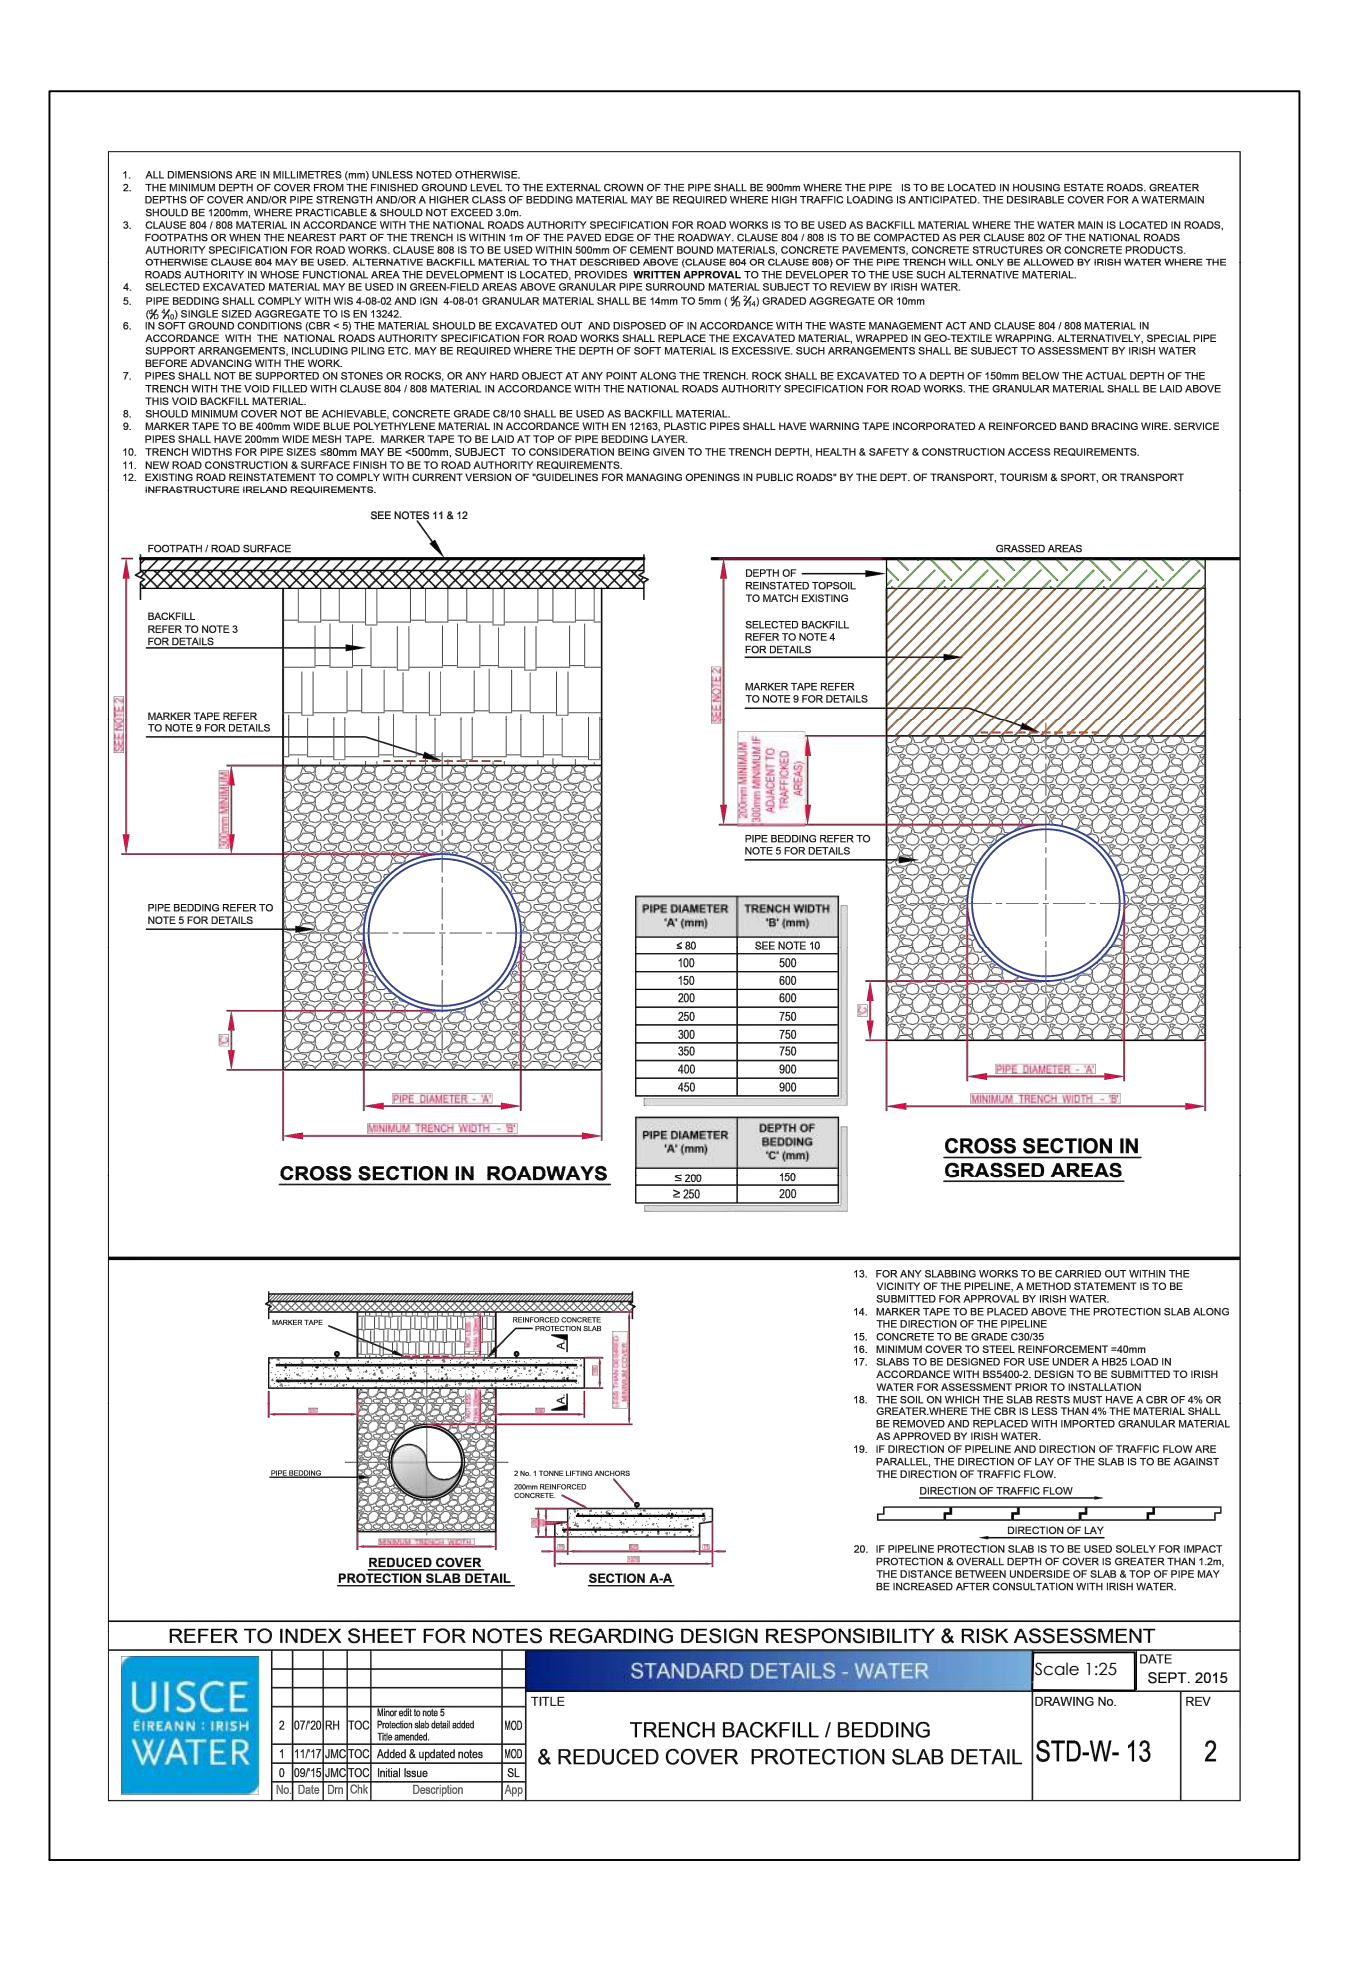 1. ALL DIMENSIONS ARE IN MILLIMETRES (mm) UNLESS NOTED OTHERWISE.
2. THE MINIMUM DEPTH OF COVER FROM THE FINISHED GROUND LEVEL TO THE EXTERNAL CROWN OF THE PIPE SHALL BE 900mm WHERE THE PIPE IS TO BE LOCATED IN HOUSING ESTATE ROADS. GREATER
DEPTHS OF COVER AND/OR PIPE STRENGTH AND/OR A HIGHER CLASS OF BEDDING MATERIAL MAY BE REQUIRED WHERE HIGH TRAFFIC LOADING IS ANTICIPATED. THE DESIRABLE COVER FOR A WATERMAIN
SHOULD BE 1200mm, WHERE PRACTICABLE & SHOULD NOT EXCEED 3.0m.
3. CLAUSE 804 / 808 MATERIAL IN ACCORDANCE WITH THE NATIONAL ROADS AUTHORITY SPECIFICATION FOR ROAD WORKS IS TO BE USED AS BACKFILL MATERIAL WHERE THE WATER MAIN IS LOCATED IN ROADS,
FOOTPATHS OR WHEN THE NEAREST PART OF THE TRENCH IS WITHIN 1m OF THE PAVED EDGE OF THE ROADWAY. CLAUSE 804 / 808 IS TO BE COMPACTED AS PER CLAUSE 802 OF THE NATIONAL ROADS
AUTHORITY SPECIFICATION FOR ROAD WORKS. CLAUSE 808 IS TO BE USED WITHIN 500mm OF CEMENT BOUND MATERIALS, CONCRETE PAVEMENTS, CONCRETE STRUCTURES OR CONCRETE PRODUCTS.
OTHERWISE CLAUSE 804 MAY BE USED. ALTERNATIVE BACKFILL MATERIAL TO THAT DESCRIBED ABOVE (CLAUSE 804 OR CLAUSE 808) OF THE PIPE TRENCH WILL ONLY BE ALLOWED BY IRISH WATER WHERE THE
ROADS AUTHORITY IN WHOSE FUNCTIONAL AREA THE DEVELOPMENT IS LOCATED, PROVIDES WRITTEN APPROVAL TO THE DEVELOPER TO THE USE SUCH ALTERNATIVE MATERIAL.
4. SELECTED EXCAVATED MATERIAL MAY BE USED IN GREEN-FIELD AREAS ABOVE GRANULAR PIPE SURROUND MATERIAL SUBJECT TO REVIEW BY IRISH WATER.
5. PIPE BEDDING SHALL COMPLY WITH WIS 4-08-02 AND IGN 4-08-01 GRANULAR MATERIAL SHALL BE 14mm TO 5mm ( ) GRADED AGGREGATE OR 10mm
( ) SINGLE SIZED AGGREGATE TO IS EN 13242.
6. IN SOFT GROUND CONDITIONS (CBR < 5) THE MATERIAL SHOULD BE EXCAVATED OUT AND DISPOSED OF IN ACCORDANCE WITH THE WASTE MANAGEMENT ACT AND CLAUSE 804 / 808 MATERIAL IN
ACCORDANCE WITH THE NATIONAL ROADS AUTHORITY SPECIFICATION FOR ROAD WORKS SHALL REPLACE THE EXCAVATED MATERIAL, WRAPPED IN GEO-TEXTILE WRAPPING. ALTERNATIVELY, SPECIAL PIPE
SUPPORT ARRANGEMENTS, INCLUDING PILING ETC. MAY BE REQUIRED WHERE THE DEPTH OF SOFT MATERIAL IS EXCESSIVE. SUCH ARRANGEMENTS SHALL BE SUBJECT TO ASSESSMENT BY IRISH WATER
BEFORE ADVANCING WITH THE WORK.
7. PIPES SHALL NOT BE SUPPORTED ON STONES OR ROCKS, OR ANY HARD OBJECT AT ANY POINT ALONG THE TRENCH. ROCK SHALL BE EXCAVATED TO A DEPTH OF 150mm BELOW THE ACTUAL DEPTH OF THE
TRENCH WITH THE VOID FILLED WITH CLAUSE 804 / 808 MATERIAL IN ACCORDANCE WITH THE NATIONAL ROADS AUTHORITY SPECIFICATION FOR ROAD WORKS. THE GRANULAR MATERIAL SHALL BE LAID ABOVE
THIS VOID BACKFILL MATERIAL.
8. SHOULD MINIMUM COVER NOT BE ACHIEVABLE, CONCRETE GRADE C8/10 SHALL BE USED AS BACKFILL MATERIAL.
9. MARKER TAPE TO BE 400mm WIDE BLUE POLYETHYLENE MATERIAL IN ACCORDANCE WITH EN 12163, PLASTIC PIPES SHALL HAVE WARNING TAPE INCORPORATED A REINFORCED BAND BRACING WIRE. SERVICE
PIPES SHALL HAVE 200mm WIDE MESH TAPE. MARKER TAPE TO BE LAID AT TOP OF PIPE BEDDING LAYER.
10. TRENCH WIDTHS FOR PIPE SIZES ≤80mm MAY BE <500mm, SUBJECT TO CONSIDERATION BEING GIVEN TO THE TRENCH DEPTH, HEALTH & SAFETY & CONSTRUCTION ACCESS REQUIREMENTS.
11. NEW ROAD CONSTRUCTION & SURFACE FINISH TO BE TO ROAD AUTHORITY REQUIREMENTS.
12. EXISTING ROAD REINSTATEMENT TO COMPLY WITH CURRENT VERSION OF "GUIDELINES FOR MANAGING OPENINGS IN PUBLIC ROADS" BY THE DEPT. OF TRANSPORT, TOURISM & SPORT, OR TRANSPORT
INFRASTRUCTURE IRELAND REQUIREMENTS.
SEE NOTES 11 & 12
FOOTPATH / ROAD SURFACE
BACKFILL
REFER TO NOTE 3
FOR DETAILS
MARKER TAPE REFER
TO NOTE 9 FOR DETAILS
SEE NOTE 2
300mm MINIMUM
PIPE BEDDING REFER TO
NOTE 5 FOR DETAILS
'C'
PIPE DIAMETER - 'A'
MINIMUM TRENCH WIDTH - 'B'
CROSS SECTION IN ROADWAYS
GRASSED AREAS
DEPTH OF
REINSTATED TOPSOIL
TO MATCH EXISTING
SELECTED BACKFILL
REFER TO NOTE 4
FOR DETAILS
MARKER TAPE REFER
TO NOTE 9 FOR DETAILS
SEE NOTE 2
200mm MINIMUM
(300mm MINIMUM IF
ADJACENT TO
TRAFFICKED
AREAS)
PIPE BEDDING REFER TO
NOTE 5 FOR DETAILS
'C'
PIPE DIAMETER - 'A'
MINIMUM TRENCH WIDTH - 'B'
CROSS SECTION IN
GRASSED AREAS
PIPE DIAMETER 'A' (mm) TRENCH WIDTH 'B' (mm)
≤ 80 SEE NOTE 10
100 500
150 600
200 600
250 750
300 750
350 750
400 900
450 900
PIPE DIAMETER 'A' (mm) DEPTH OF BEDDING 'C' (mm)
≤ 200 150
≥ 250 200
MARKER TAPE
REINFORCED CONCRETE
PROTECTION SLAB
A
A
LESS THAN DESIRED
MINIMUM COVER
PIPE BEDDING
MINIMUM TRENCH WIDTH
REDUCED COVER
PROTECTION SLAB DETAIL
2 No. 1 TONNE LIFTING ANCHORS
200mm REINFORCED
CONCRETE.
SECTION A-A
13. FOR ANY SLABBING WORKS TO BE CARRIED OUT WITHIN THE
VICINITY OF THE PIPELINE, A METHOD STATEMENT IS TO BE
SUBMITTED FOR APPROVAL BY IRISH WATER.
14. MARKER TAPE TO BE PLACED ABOVE THE PROTECTION SLAB ALONG
THE DIRECTION OF THE PIPELINE
15. CONCRETE TO BE GRADE C30/35
16. MINIMUM COVER TO STEEL REINFORCEMENT =40mm
17. SLABS TO BE DESIGNED FOR USE UNDER A HB25 LOAD IN
ACCORDANCE WITH BS5400-2. DESIGN TO BE SUBMITTED TO IRISH
WATER FOR ASSESSMENT PRIOR TO INSTALLATION
18. THE SOIL ON WHICH THE SLAB RESTS MUST HAVE A CBR OF 4% OR
GREATER.WHERE THE CBR IS LESS THAN 4% THE MATERIAL SHALL
BE REMOVED AND REPLACED WITH IMPORTED GRANULAR MATERIAL
AS APPROVED BY IRISH WATER.
19. IF DIRECTION OF PIPELINE AND DIRECTION OF TRAFFIC FLOW ARE
PARALLEL, THE DIRECTION OF LAY OF THE SLAB IS TO BE AGAINST
THE DIRECTION OF TRAFFIC FLOW.
DIRECTION OF TRAFFIC FLOW
DIRECTION OF LAY
20. IF PIPELINE PROTECTION SLAB IS TO BE USED SOLELY FOR IMPACT
PROTECTION & OVERALL DEPTH OF COVER IS GREATER THAN 1.2m,
THE DISTANCE BETWEEN UNDERSIDE OF SLAB & TOP OF PIPE MAY
BE INCREASED AFTER CONSULTATION WITH IRISH WATER.
REFER TO INDEX SHEET FOR NOTES REGARDING DESIGN RESPONSIBILITY & RISK ASSESSMENT
UISCE
ÉIREANN : IRISH
WATER
2 07/'20 RH TOC Minor edit to note 5 Protection slab detail added Title amended. MOD
1 11/'17 JMC TOC Added & updated notes MOD
0 09/'15 JMC TOC Initial Issue SL
No. Date Drn Chk Description App
STANDARD DETAILS - WATER
Scale 1:25
DATE
SEPT. 2015
TITLE
TRENCH BACKFILL / BEDDING
& REDUCED COVER PROTECTION SLAB DETAIL
DRAWING No.
STD-W- 13
REV
2